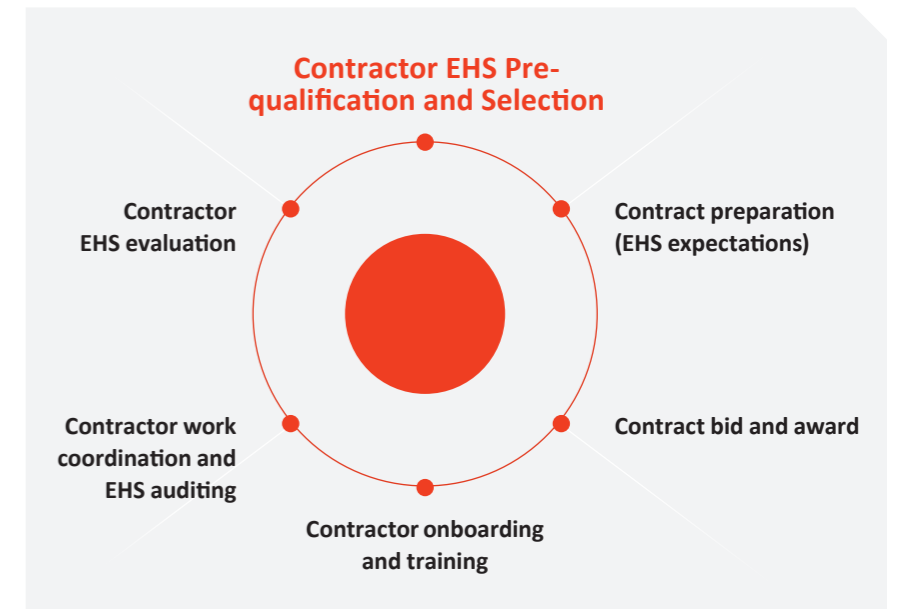 Contractor EHS Pre-
qualification and Selection
Contractor
EHS evaluation
Contract preparation
(EHS expectations)
Contractor work
coordination and
EHS auditing
Contract bid and award
Contractor onboarding
and training